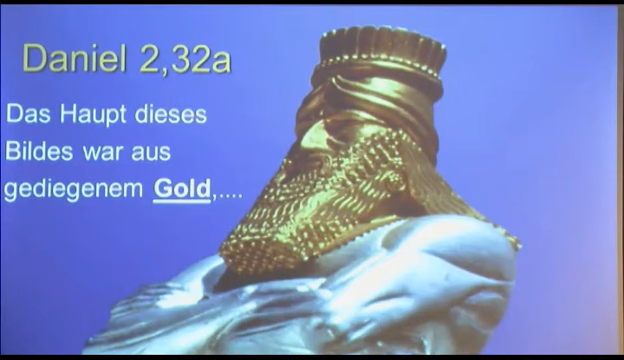 Daniel 2,32a
Das Haupt dieses
Bildes war aus
gediegenem Gold,....